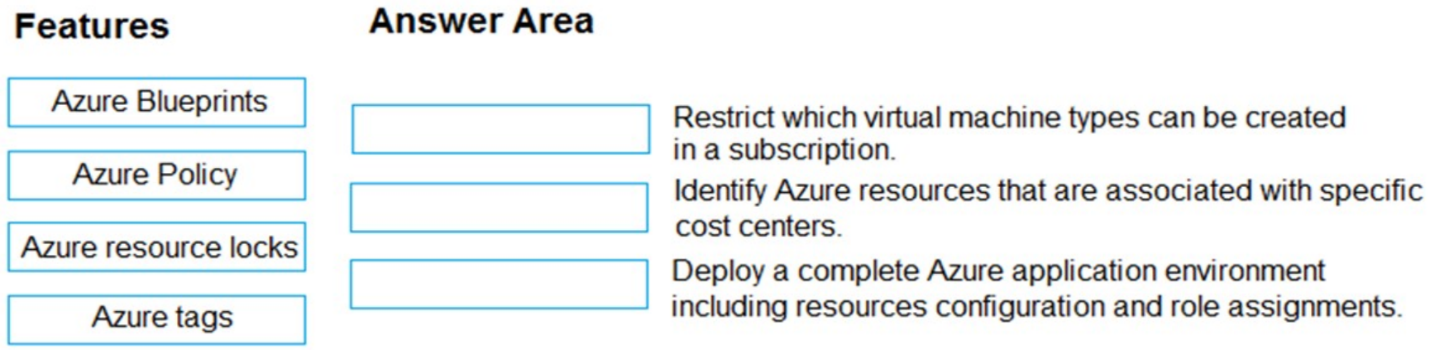 Features
Answer Area
Azure Blueprints
Azure Policy
Azure resource locks
Azure tags
Restrict which virtual machine types can be created
in a subscription.
Identify Azure resources that are associated with specific
cost centers.
Deploy a complete Azure application environment
including resources configuration and role assignments.